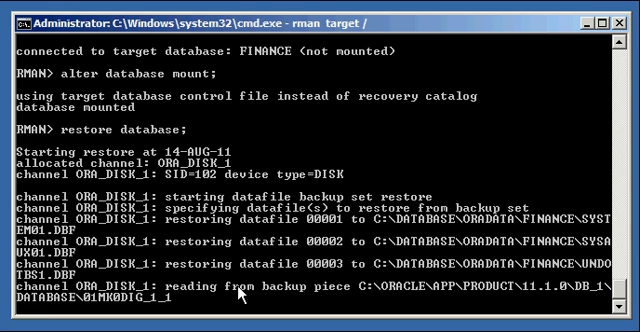 Administrator: C:\Windows\system32\cmd.exe - rman target /
connected to target database: FINANCE (not mounted)
RMAN> alter database mount;
using target database control file instead of recovery catalog
database mounted
RMAN> restore database;
Starting restore at 14-AUG-11
allocated channel: ORA_DISK_1
channel ORA_DISK_1: SID=102 device type=DISK
channel ORA_DISK_1: starting datafile backup set restore
channel ORA_DISK_1: specifying datafile(s) to restore from backup set
channel ORA_DISK_1: restoring datafile 00001 to C:\DATABASE\ORADATA\FINANCE\SYST
EM01.DBF
channel ORA_DISK_1: restoring datafile 00002 to C:\DATABASE\ORADATA\FINANCE\SYSA
UX01.DBF
channel ORA_DISK_1: restoring datafile 00003 to C:\DATABASE\ORADATA\FINANCE\UNDO
TBS1.DBF
channel ORA_DISK_1: reading from backup piece C:\ORACLE\APP\PRODUCT\11.1.0\DB_1\
DATABASE\01MK0DIG_1_1